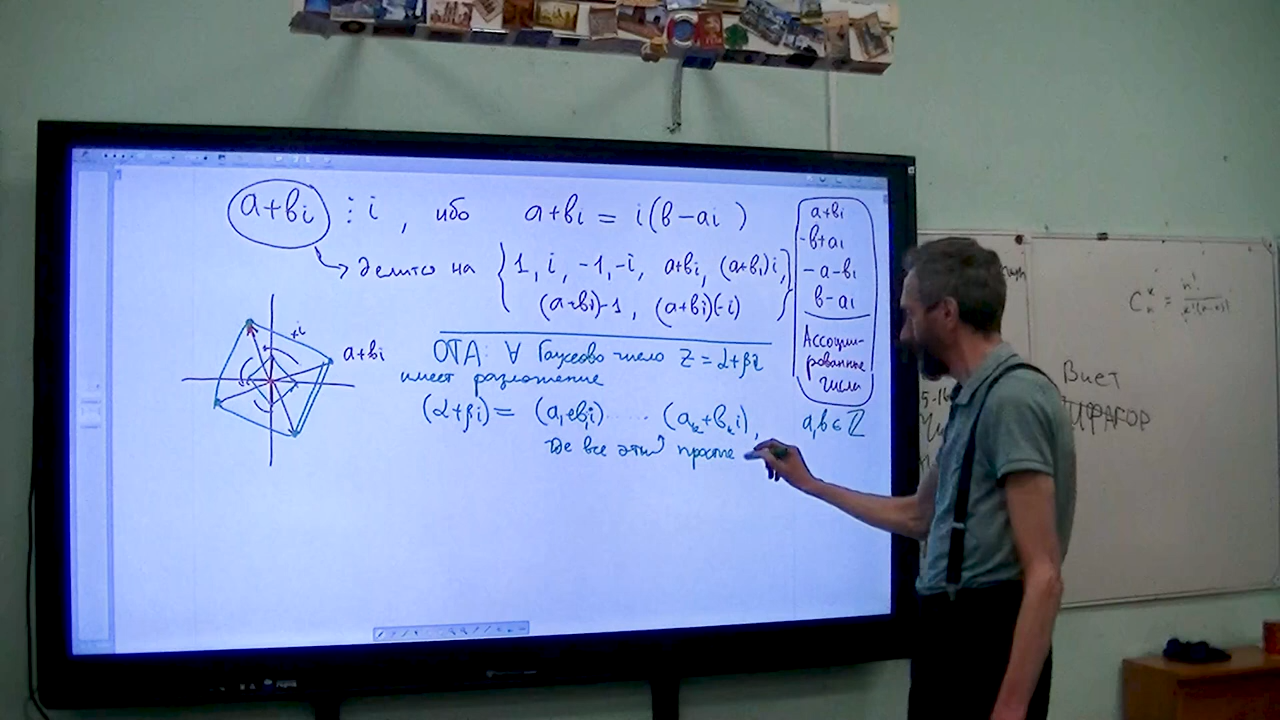 a+bi ⋮ i , ибо a+bi = i(b−ai )
делится на {1, i, −1, −i, a+bi, (a+bi)i,
(a+bi)·−1, (a+bi)(−i)}
a+bi
−b+ai
−a−bi
b−ai
Ассоции-
рованные
числа
a,b ∈ ℤ
·i
a+bi
ОТА: ∀ Гауссово число z = α+βi
имеет разложение
(α+βi) = (a₁+b₁i) ...... (aₖ+bₖi),
где все эти простые
Cₙᵏ = n! / k!(n−k)!
Виет
ПИФАГОР